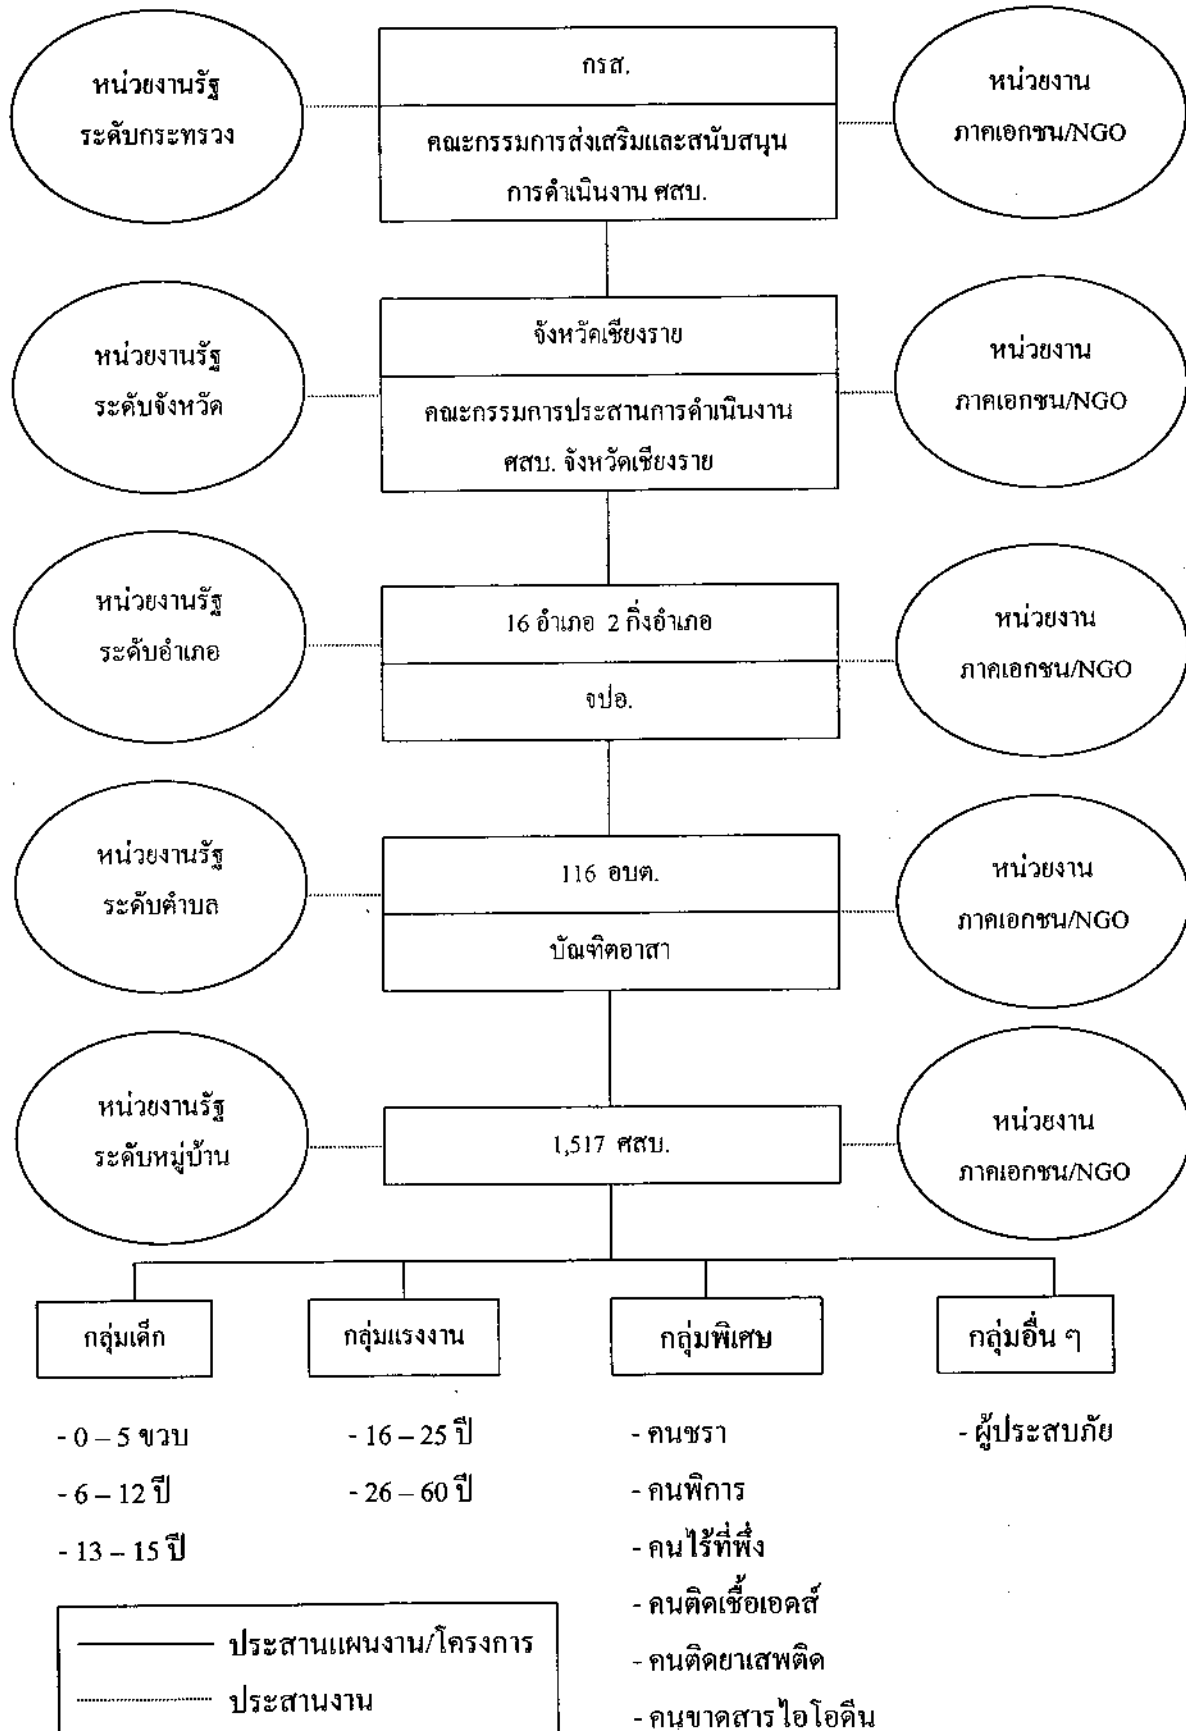 หน่วยงานรัฐ
ระดับกระทรวง
กรส.
คณะกรรมการส่งเสริมและสนับสนุน
การดำเนินงาน ศสบ.
หน่วยงาน
ภาคเอกชน/NGO
หน่วยงานรัฐ
ระดับจังหวัด
จังหวัดเชียงราย
คณะกรรมการประสานการดำเนินงาน
ศสบ. จังหวัดเชียงราย
หน่วยงาน
ภาคเอกชน/NGO
หน่วยงานรัฐ
ระดับอำเภอ
16 อำเภอ 2 กิ่งอำเภอ
จปอ.
หน่วยงาน
ภาคเอกชน/NGO
หน่วยงานรัฐ
ระดับตำบล
116 อบต.
บัณฑิตอาสา
หน่วยงาน
ภาคเอกชน/NGO
หน่วยงานรัฐ
ระดับหมู่บ้าน
1,517 ศสบ.
หน่วยงาน
ภาคเอกชน/NGO
กลุ่มเด็ก
- 0 – 5 ขวบ
- 6 – 12 ปี
- 13 – 15 ปี
กลุ่มแรงงาน
- 16 – 25 ปี
- 26 – 60 ปี
กลุ่มพิเศษ
- คนชรา
- คนพิการ
- คนไร้ที่พึ่ง
- คนติดเชื้อเอดส์
- คนติดยาเสพติด
- คนขาดสารไอโอดีน
กลุ่มอื่น ๆ
- ผู้ประสบภัย
ประสานแผนงาน/โครงการ
ประสานงาน